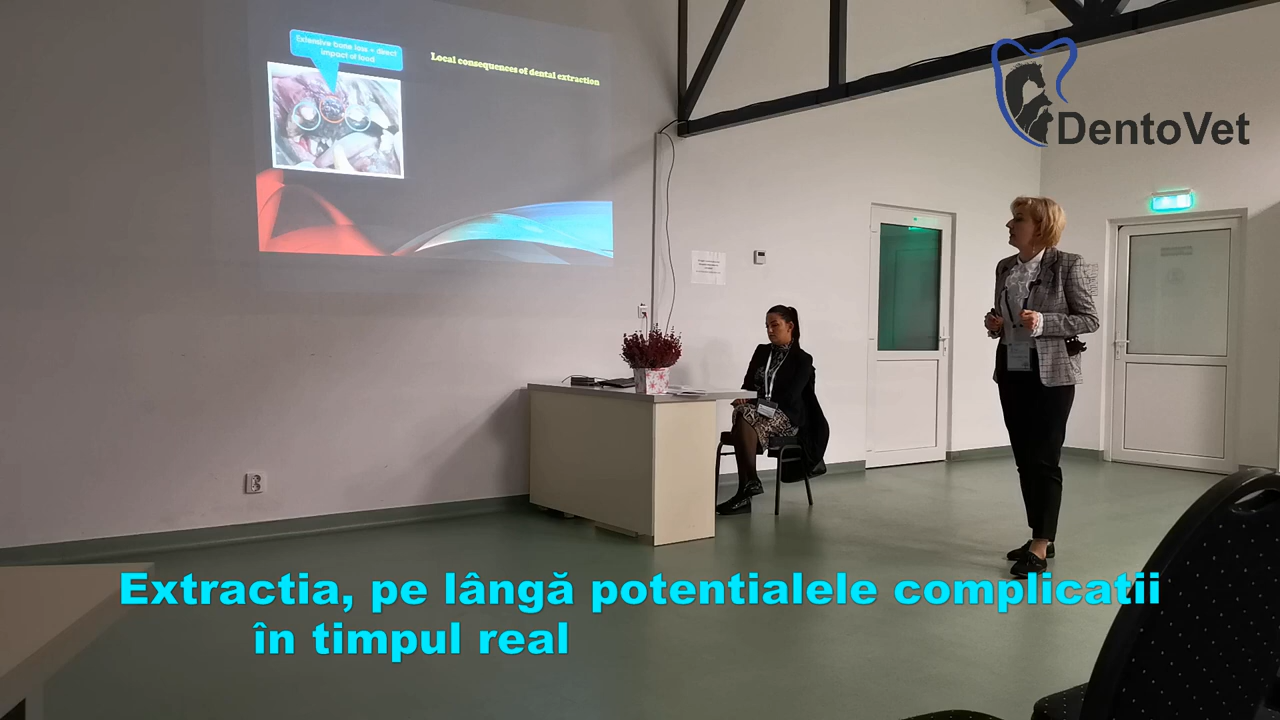 Extensive bone loss = direct
impact of food
Local consequences of dental extraction
DentoVet
Extractia, pe lângă potentialele complicatii
în timpul real